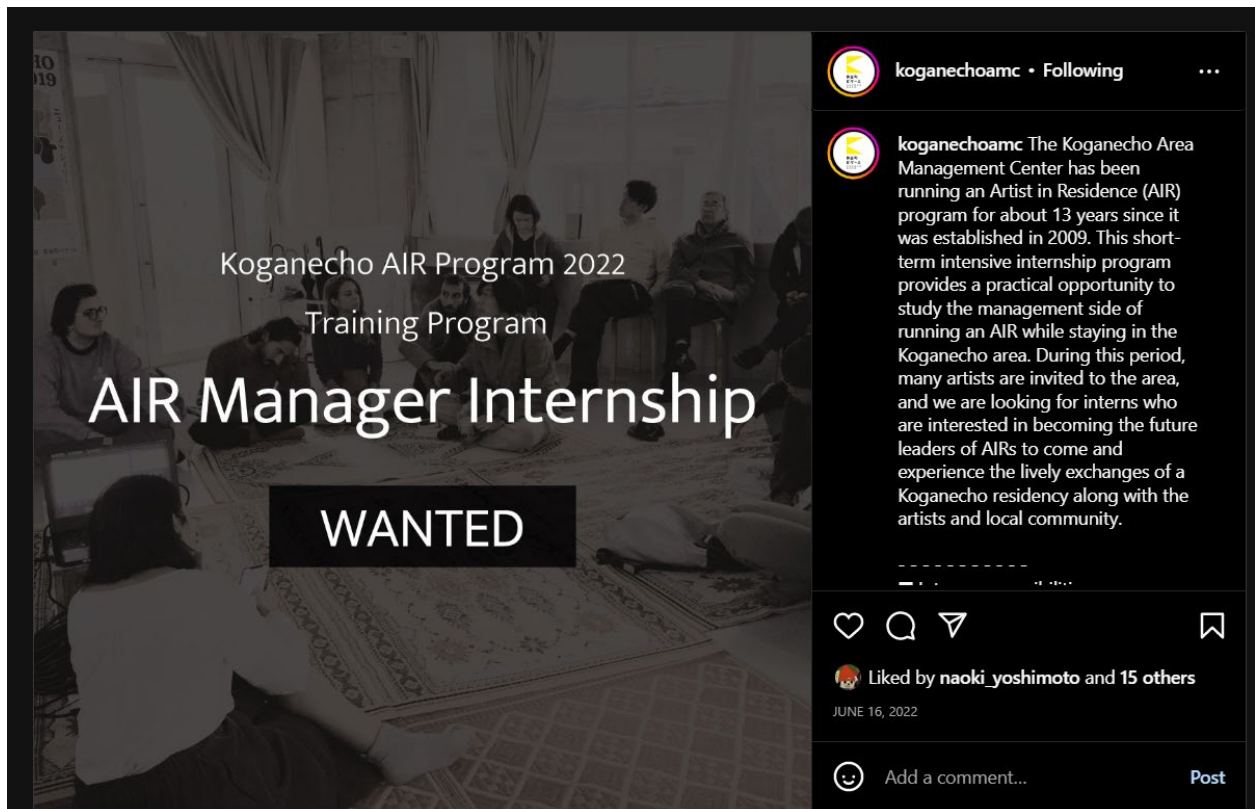 Koganecho AIR Program 2022
Training Program
AIR Manager Internship
WANTED
koganechoamc • Following
koganechoamc The Koganecho Area
Management Center has been
running an Artist in Residence (AIR)
program for about 13 years since it
was established in 2009. This short-
term intensive internship program
provides a practical opportunity to
study the management side of
running an AIR while staying in the
Koganecho area. During this period,
many artists are invited to the area,
and we are looking for interns who
are interested in becoming the future
leaders of AIRs to come and
experience the lively exchanges of a
Koganecho residency along with the
artists and local community.
- - - - - - - - - - -
Liked by naoki_yoshimoto and 15 others
JUNE 16, 2022
Add a comment...
Post